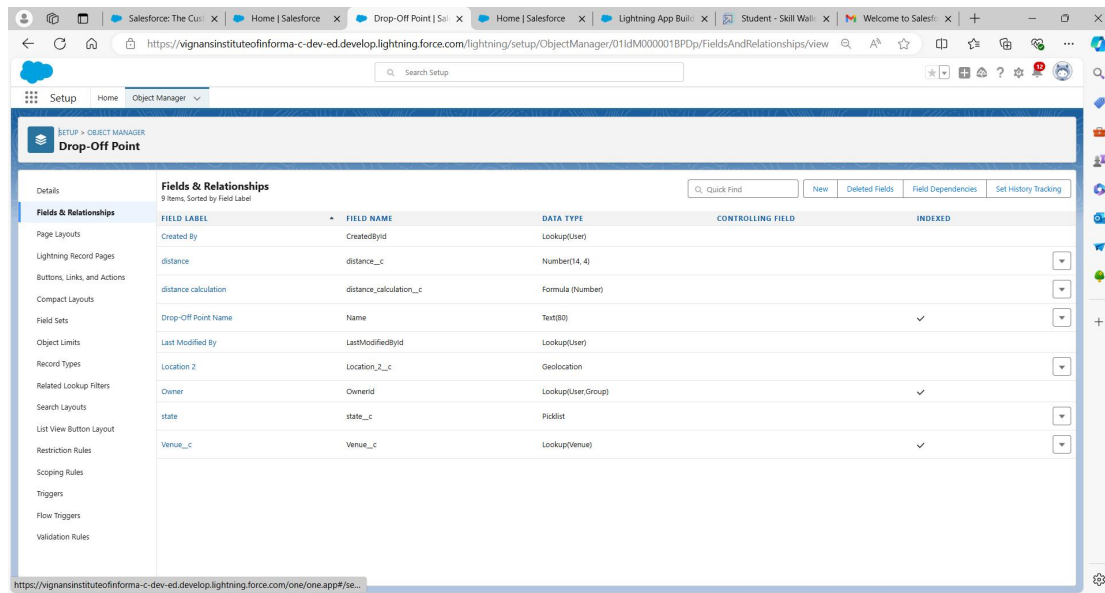 Salesforce: The Cust
Home | Salesforce
Drop-Off Point | Sal
Home | Salesforce
Lightning App Build
Student - Skill Walle
Welcome to Salesfo
https://vignansinstituteofinforma-c-dev-ed.develop.lightning.force.com/lightning/setup/ObjectManager/01IdM000001BPDp/FieldsAndRelationships/view
Search Setup
12
Setup Home Object Manager
SETUP > OBJECT MANAGER
Drop-Off Point
Details
Fields & Relationships
Page Layouts
Lightning Record Pages
Buttons, Links, and Actions
Compact Layouts
Field Sets
Object Limits
Record Types
Related Lookup Filters
Search Layouts
List View Button Layout
Restriction Rules
Scoping Rules
Triggers
Flow Triggers
Validation Rules
Fields & Relationships
9 Items, Sorted by Field Label
Quick Find New Deleted Fields Field Dependencies Set History Tracking
FIELD LABEL FIELD NAME DATA TYPE CONTROLLING FIELD INDEXED
Created By CreatedById Lookup(User)
distance distance__c Number(14, 4)
distance calculation distance_calculation__c Formula (Number)
Drop-Off Point Name Name Text(80)
Last Modified By LastModifiedById Lookup(User)
Location 2 Location_2__c Geolocation
Owner OwnerId Lookup(User,Group)
state state__c Picklist
Venue__c Venue__c Lookup(Venue)
https://vignansinstituteofinforma-c-dev-ed.develop.lightning.force.com/one/one.app#/se...